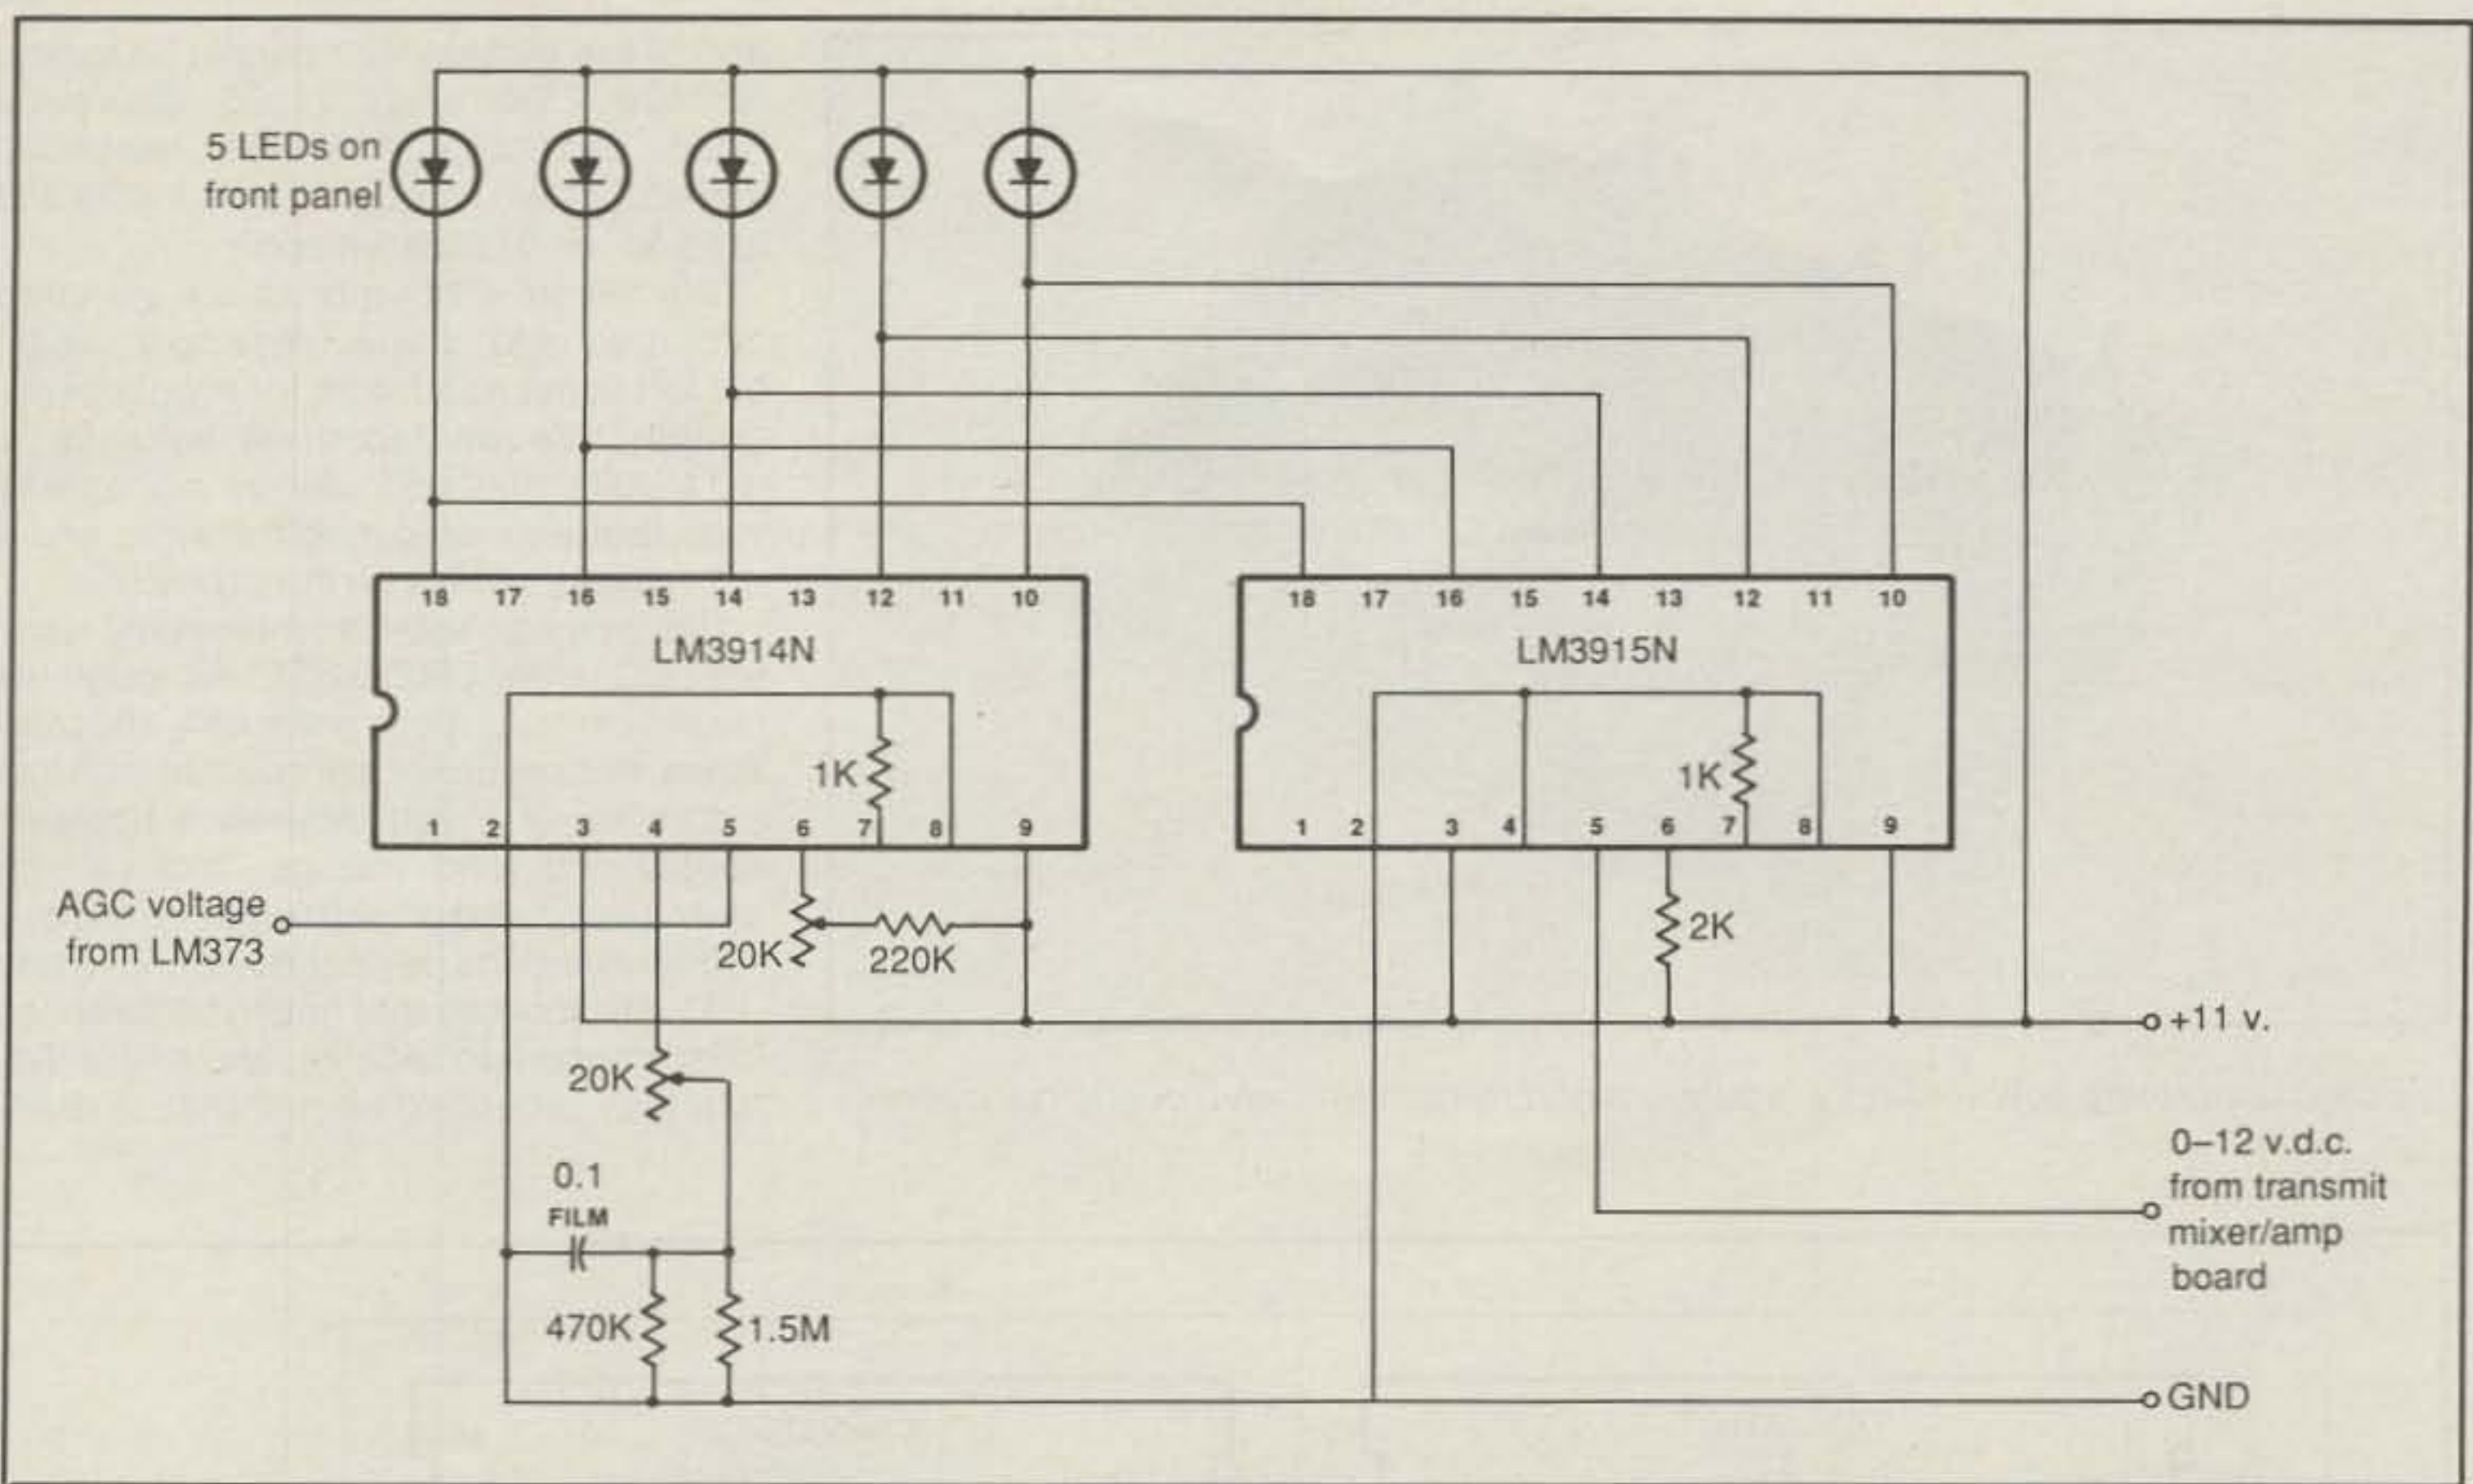 5 LEDs on
front panel
18 17 16 15 14 13 12 11 10
LM3914N
1K
1 2 3 4 5 6 7 8 9
18 17 16 15 14 13 12 11 10
LM3915N
1K
1 2 3 4 5 6 7 8 9
AGC voltage
from LM373
20K
220K
2K
+11 v.
20K
0.1
FILM
470K
1.5M
0–12 v.d.c.
from transmit
mixer/amp
board
GND